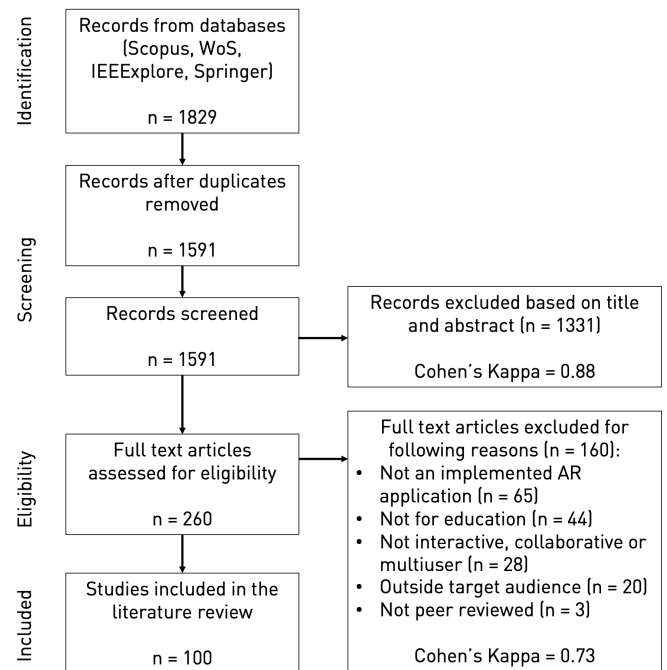 Identification
Records from databases
(Scopus, WoS,
IEEExplore, Springer)
n = 1829
Screening
Records after duplicates
removed
n = 1591
Records screened
n = 1591
Records excluded based on title
and abstract (n = 1331)
Cohen's Kappa = 0.88
Eligibility
Full text articles
assessed for eligibility
n = 260
Full text articles excluded for
following reasons (n = 160):
• Not an implemented AR
application (n = 65)
• Not for education (n = 44)
• Not interactive, collaborative or
multiuser (n = 28)
• Outside target audience (n = 20)
• Not peer reviewed (n = 3)
Cohen's Kappa = 0.73
Included
Studies included in the
literature review
n = 100